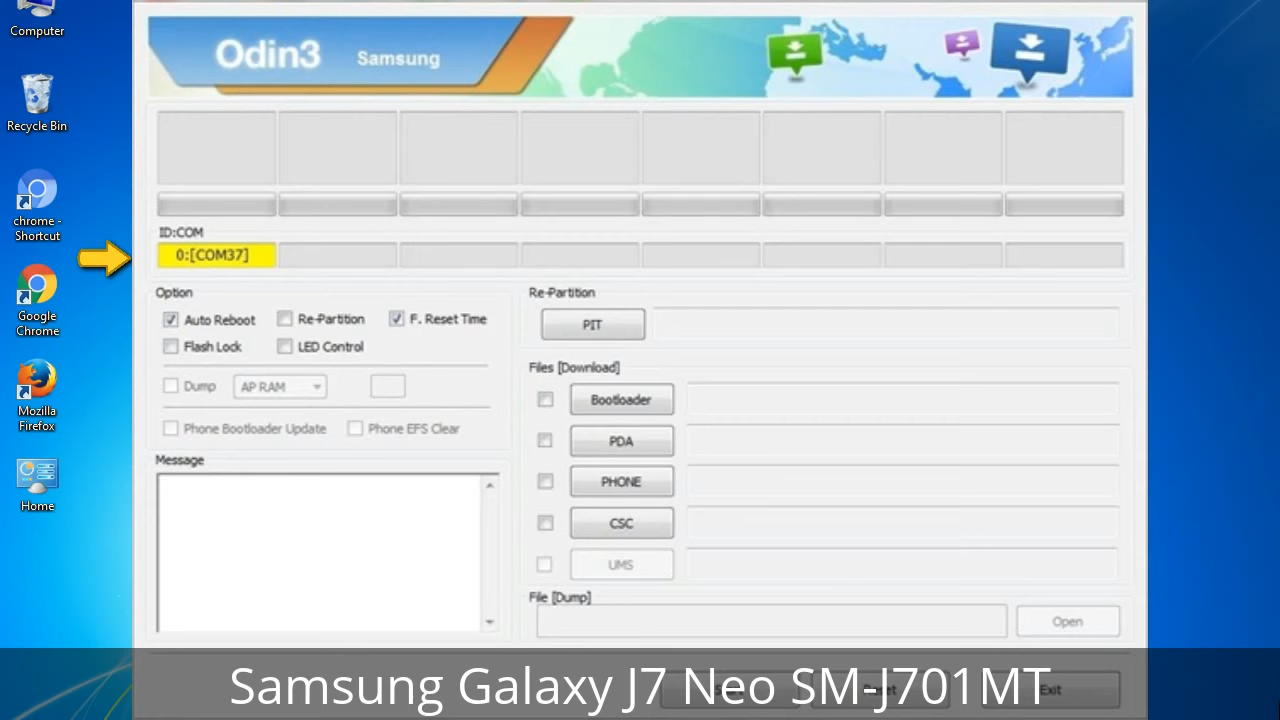 Computer
Recycle Bin
chrome -
Shortcut
Google
Chrome
Mozilla
Firefox
Home
Odin3 Samsung
ID:COM
0:[COM37]
Option
Auto Reboot Re-Partition F. Reset Time
Flash Lock LED Control
Dump AP RAM
Phone Bootloader Update Phone EFS Clear
Message
Re-Partition
PIT
Files [Download]
Bootloader
PDA
PHONE
CSC
UMS
File [Dump]
Open
Reset Exit
Samsung Galaxy J7 Neo SM-J701MT